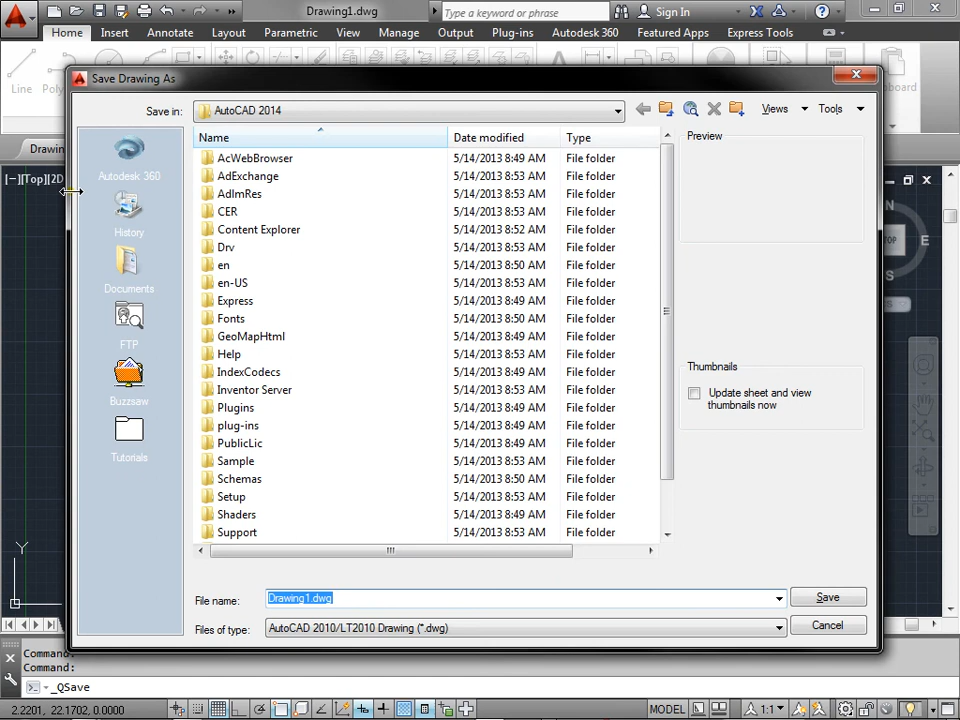 Drawing1.dwg
Type a keyword or phrase
Sign In
Home Insert Annotate Layout Parametric View Manage Output Plug-ins Autodesk 360 Featured Apps Express Tools
Line
Save Drawing As
Save in: AutoCAD 2014 Views Tools
[−][Top][2D
Name Date modified Type Preview
Autodesk 360
History
Documents
FTP
Buzzsaw
Tutorials
AcWebBrowser 5/14/2013 8:49 AM File folder
AdExchange 5/14/2013 8:53 AM File folder
AdImRes 5/14/2013 8:53 AM File folder
CER 5/14/2013 8:53 AM File folder
Content Explorer 5/14/2013 8:52 AM File folder
Drv 5/14/2013 8:53 AM File folder
en 5/14/2013 8:50 AM File folder
en-US 5/14/2013 8:53 AM File folder
Express 5/14/2013 8:49 AM File folder
Fonts 5/14/2013 8:50 AM File folder
GeoMapHtml 5/14/2013 8:49 AM File folder
Help 5/14/2013 8:53 AM File folder
IndexCodecs 5/14/2013 8:49 AM File folder
Inventor Server 5/14/2013 8:53 AM File folder
Plugins 5/14/2013 8:49 AM File folder
plug-ins 5/14/2013 8:49 AM File folder
PublicLic 5/14/2013 8:49 AM File folder
Sample 5/14/2013 8:53 AM File folder
Schemas 5/14/2013 8:50 AM File folder
Setup 5/14/2013 8:53 AM File folder
Shaders 5/14/2013 8:49 AM File folder
Support 5/14/2013 8:53 AM File folder
Thumbnails
Update sheet and view
thumbnails now
N
TOP
E
S
Y
File name: Drawing1.dwg Save
Files of type: AutoCAD 2010/LT2010 Drawing (*.dwg) Cancel
Command:
Command:
_QSave
2.2201, 22.1702, 0.0000 MODEL 1:1